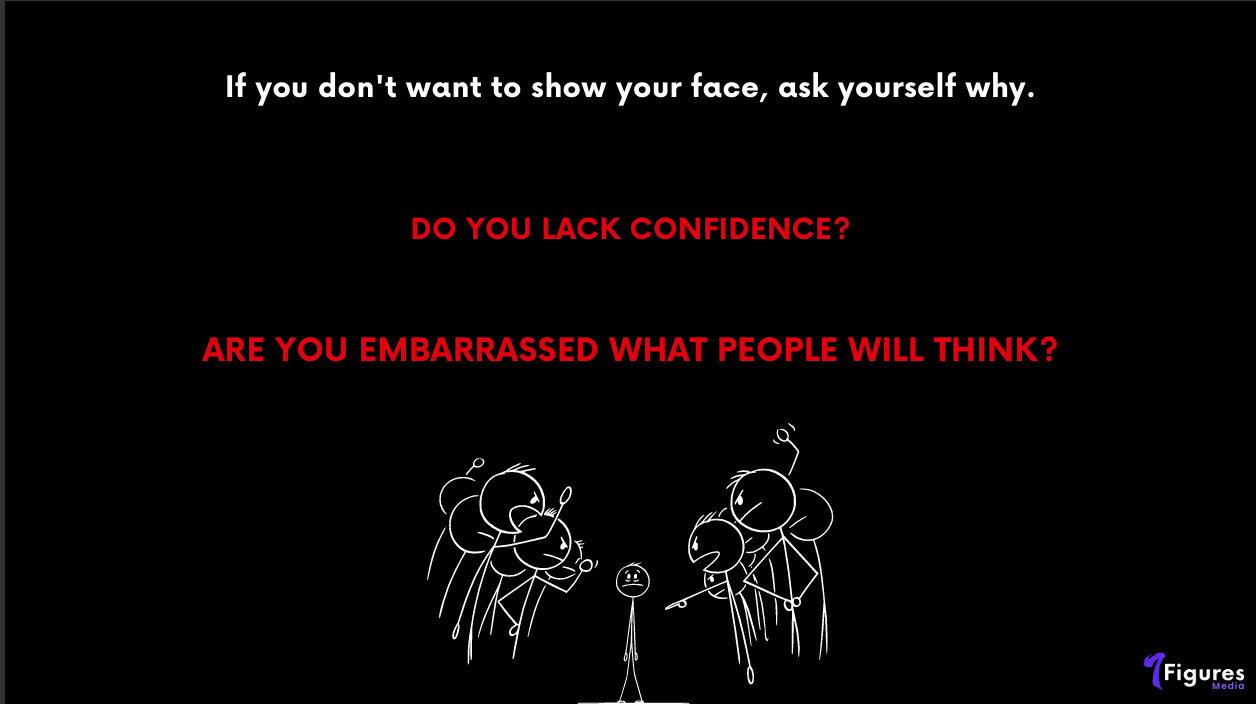 If you don't want to show your face, ask yourself why.
DO YOU LACK CONFIDENCE?
ARE YOU EMBARRASSED WHAT PEOPLE WILL THINK?
7Figures
Media